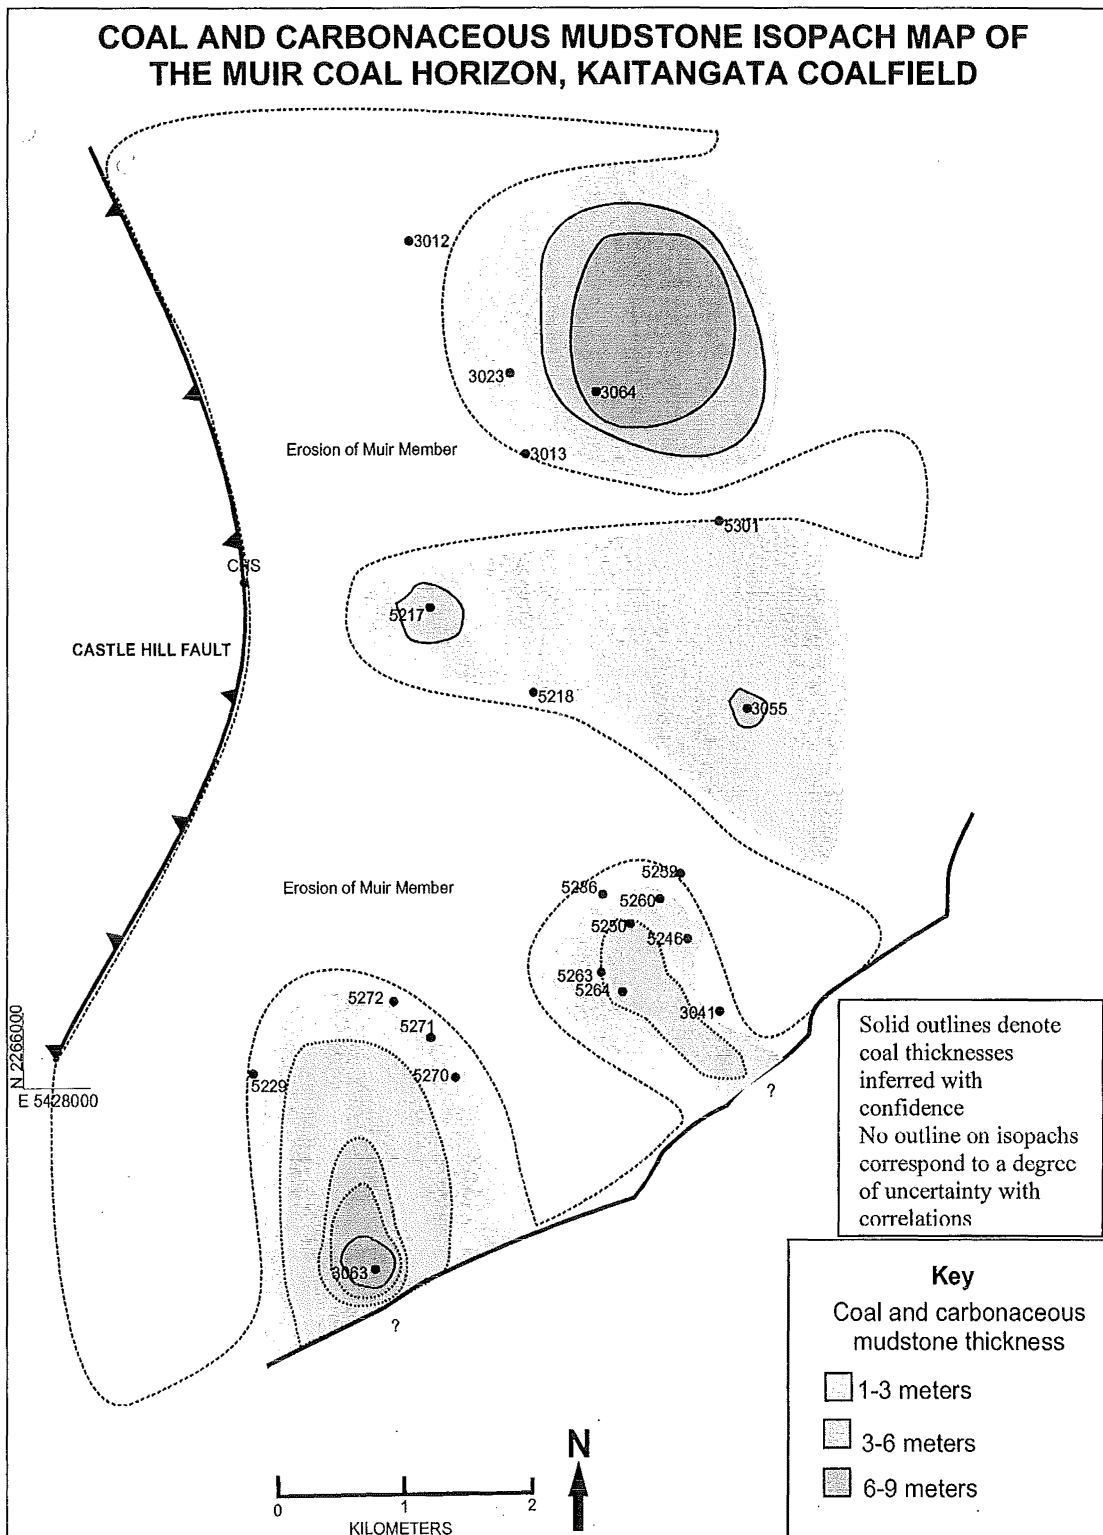 COAL AND CARBONACEOUS MUDSTONE ISOPACH MAP OF
THE MUIR COAL HORIZON, KAITANGATA COALFIELD
3012
3023
3064
Erosion of Muir Member
3013
5301
5217
CASTLE HILL FAULT
5218
3055
Erosion of Muir Member
5259
5286
5260
5250
5246
5263
5264
3041
5272
5271
5270
5229
N 2266000
E 5428000
?
3063
?
Solid outlines denote
coal thicknesses
inferred with
confidence
No outline on isopachs
correspond to a degree
of uncertainty with
correlations
Key
Coal and carbonaceous
mudstone thickness
1-3 meters
3-6 meters
6-9 meters
N
0 1 2
KILOMETERS